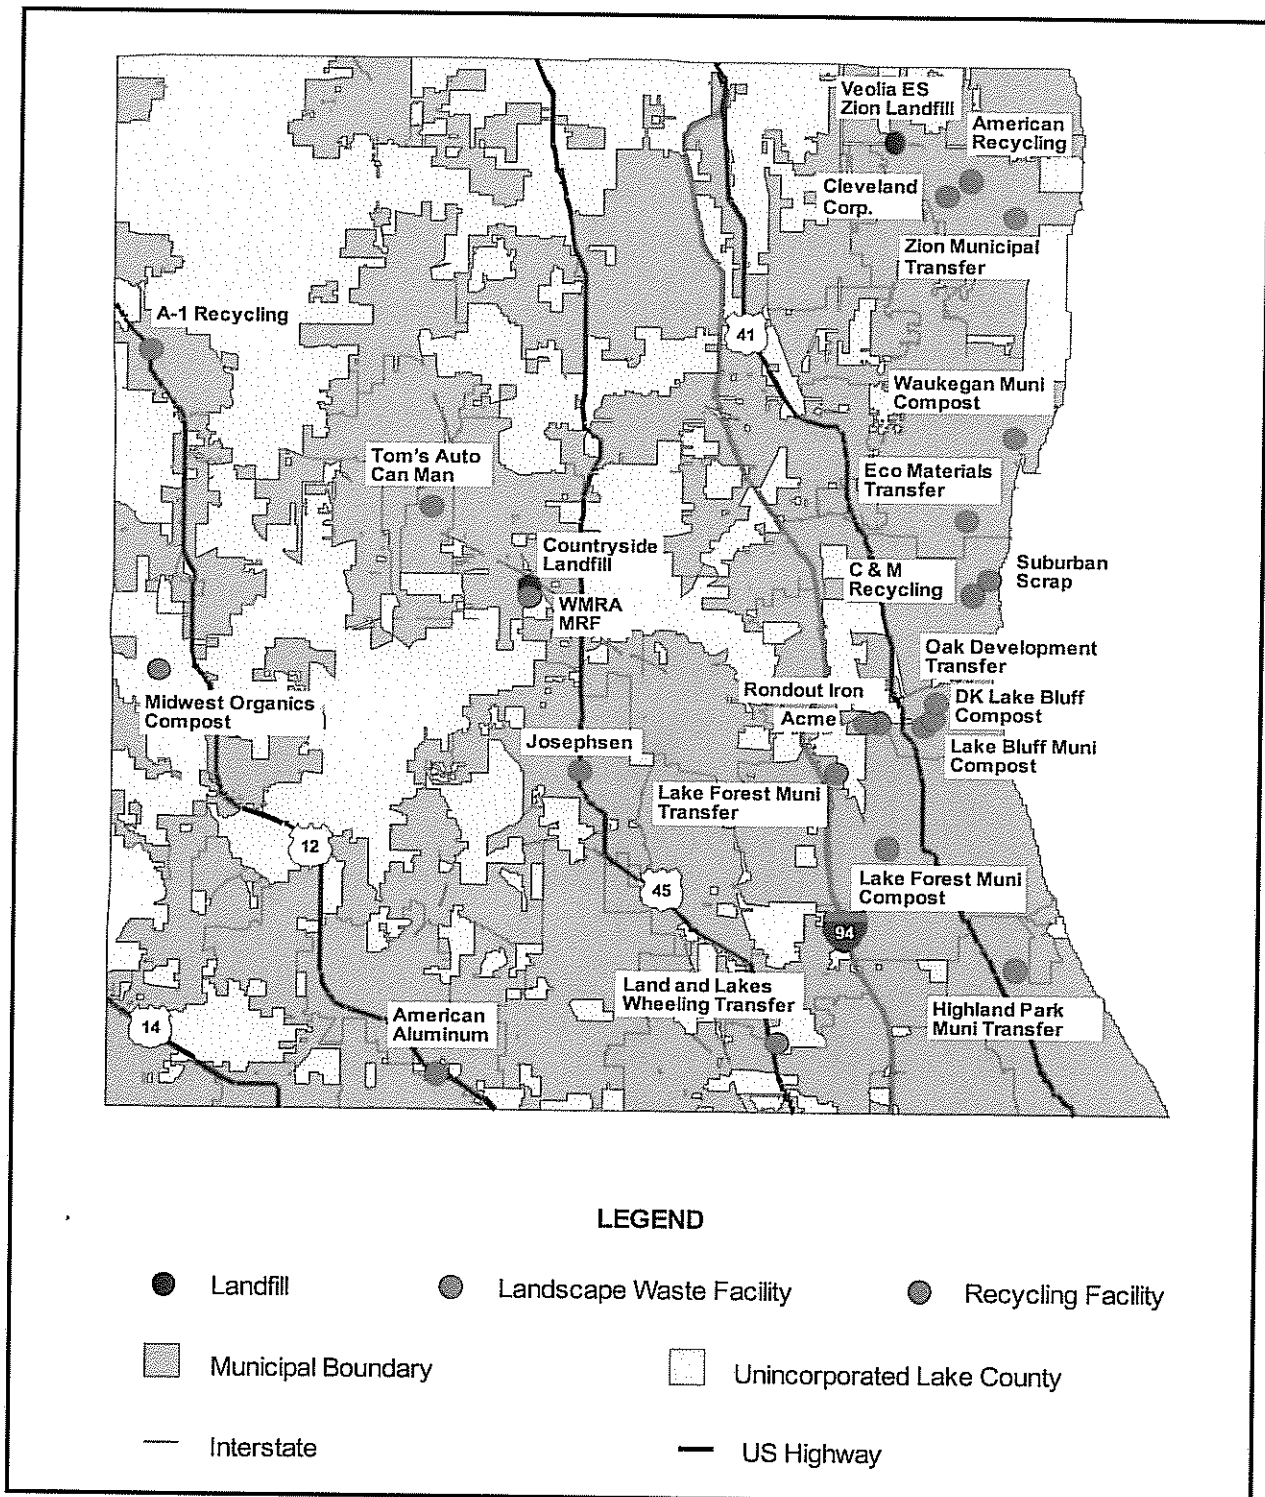 Veolia ES
Zion Landfill
American
Recycling
Cleveland
Corp.
Zion Municipal
Transfer
A-1 Recycling
41
Waukegan Muni
Compost
Tom's Auto
Can Man
Eco Materials
Transfer
Countryside
Landfill
C & M
Recycling
Suburban
Scrap
WMRA
MRF
Oak Development
Transfer
Rondout Iron
DK Lake Bluff
Compost
Midwest Organics
Compost
Acme
Josephsen
Lake Bluff Muni
Compost
Lake Forest Muni
Transfer
12
45
Lake Forest Muni
Compost
94
Land and Lakes
Wheeling Transfer
Highland Park
Muni Transfer
14
American
Aluminum
LEGEND
Landfill
Landscape Waste Facility
Recycling Facility
Municipal Boundary
Unincorporated Lake County
Interstate
US Highway